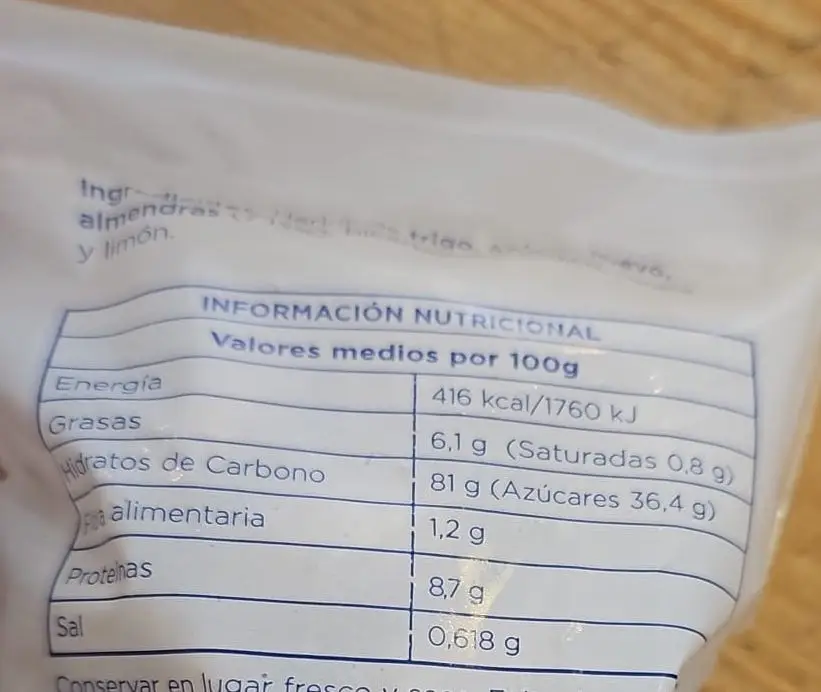 almendras trigo
y limón.
INFORMACIÓN NUTRICIONAL
Valores medios por 100g
Energía 416 kcal/1760 kJ
Grasas 6,1 g (Saturadas 0,8 g)
Hidratos de Carbono 81 g (Azúcares 36,4 g)
alimentaria 1,2 g
Proteínas 8,7 g
Sal 0,618 g
Conservar en lugar fresco y